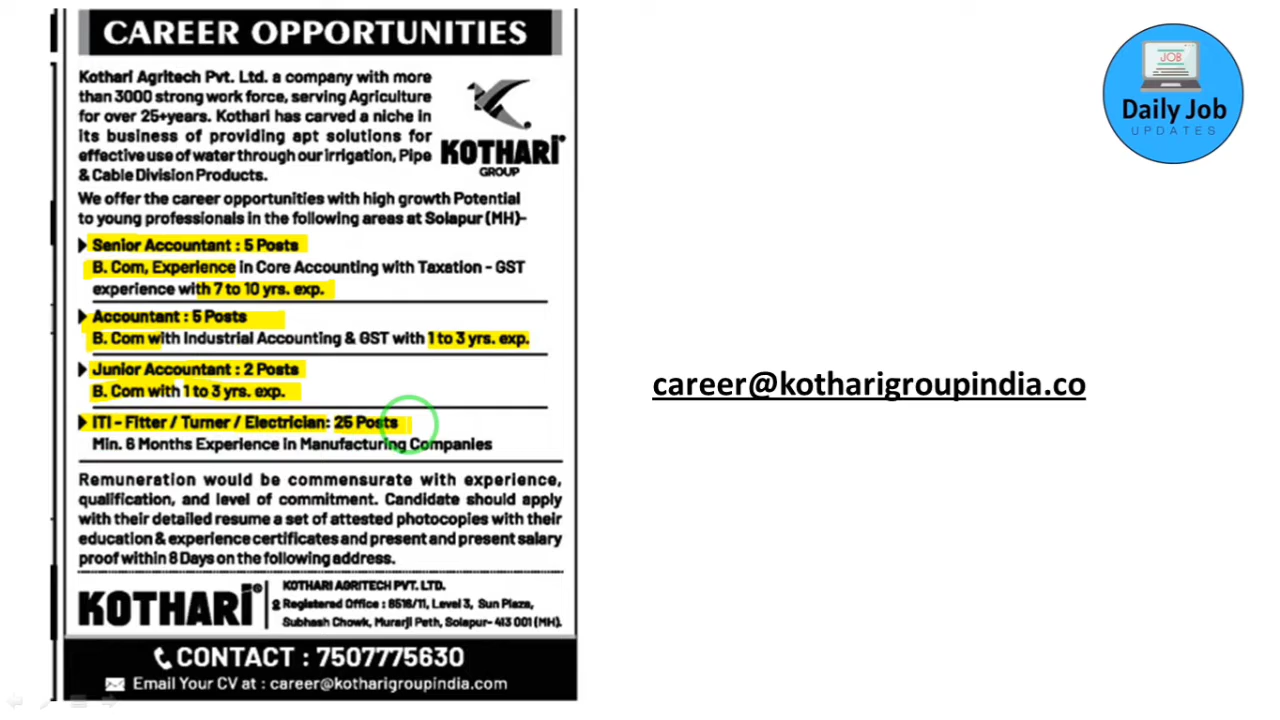 CAREER OPPORTUNITIES
Kothari Agritech Pvt. Ltd. a company with more
than 3000 strong work force, serving Agriculture
for over 25+years. Kothari has carved a niche in
its business of providing apt solutions for
effective use of water through our irrigation, Pipe
& Cable Division Products.
KOTHARI
GROUP
We offer the career opportunities with high growth Potential
to young professionals in the following areas at Solapur (MH)-
Senior Accountant : 5 Posts
B. Com, Experience in Core Accounting with Taxation - GST
experience with 7 to 10 yrs. exp.
Accountant : 5 Posts
B. Com with Industrial Accounting & GST with 1 to 3 yrs. exp.
Junior Accountant : 2 Posts
B. Com with 1 to 3 yrs. exp.
ITI - Fitter / Turner / Electrician: 25 Posts
Min. 6 Months Experience in Manufacturing Companies
Remuneration would be commensurate with experience,
qualification, and level of commitment. Candidate should apply
with their detailed resume a set of attested photocopies with their
education & experience certificates and present and present salary
proof within 8 Days on the following address.
KOTHARI
KOTHARI AGRITECH PVT. LTD.
Registered Office : 8516/11, Level 3, Sun Plaza,
Subhash Chowk, Murarji Peth, Solapur- 413 001 (MH).
CONTACT : 7507775630
Email Your CV at : career@kotharigroupindia.com
JOB
Daily Job
UPDATES
career@kotharigroupindia.co